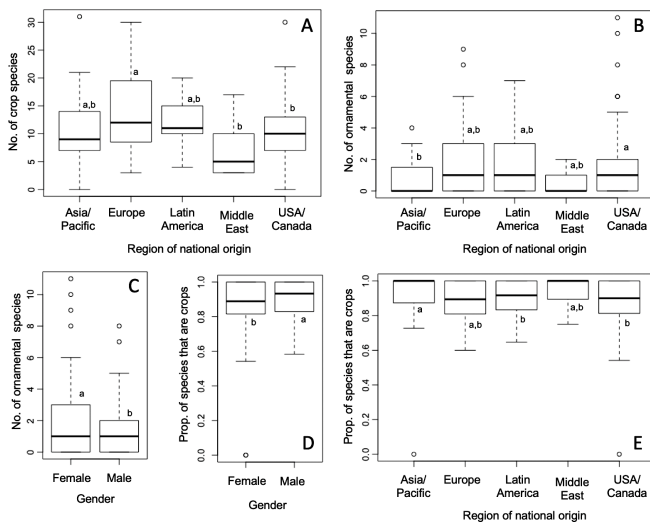 A
No. of crop species
30
25
20
15
10
5
0
a,b
a
a,b
b
b
Asia/
Pacific
Europe
Latin
America
Middle
East
USA/
Canada
Region of national origin
B
No. of ornamental species
10
8
6
4
2
0
b
a,b
a,b
a,b
a
Asia/
Pacific
Europe
Latin
America
Middle
East
USA/
Canada
Region of national origin
C
No. of ornamental species
10
8
6
4
2
0
a
b
Female Male
Gender
D
Prop. of species that are crops
1.0
0.8
0.6
0.4
0.2
0.0
b
a
Female Male
Gender
E
Prop. of species that are crops
1.0
0.8
0.6
0.4
0.2
0.0
a
a,b
b
a,b
b
Asia/
Pacific
Europe
Latin
America
Middle
East
USA/
Canada
Region of national origin